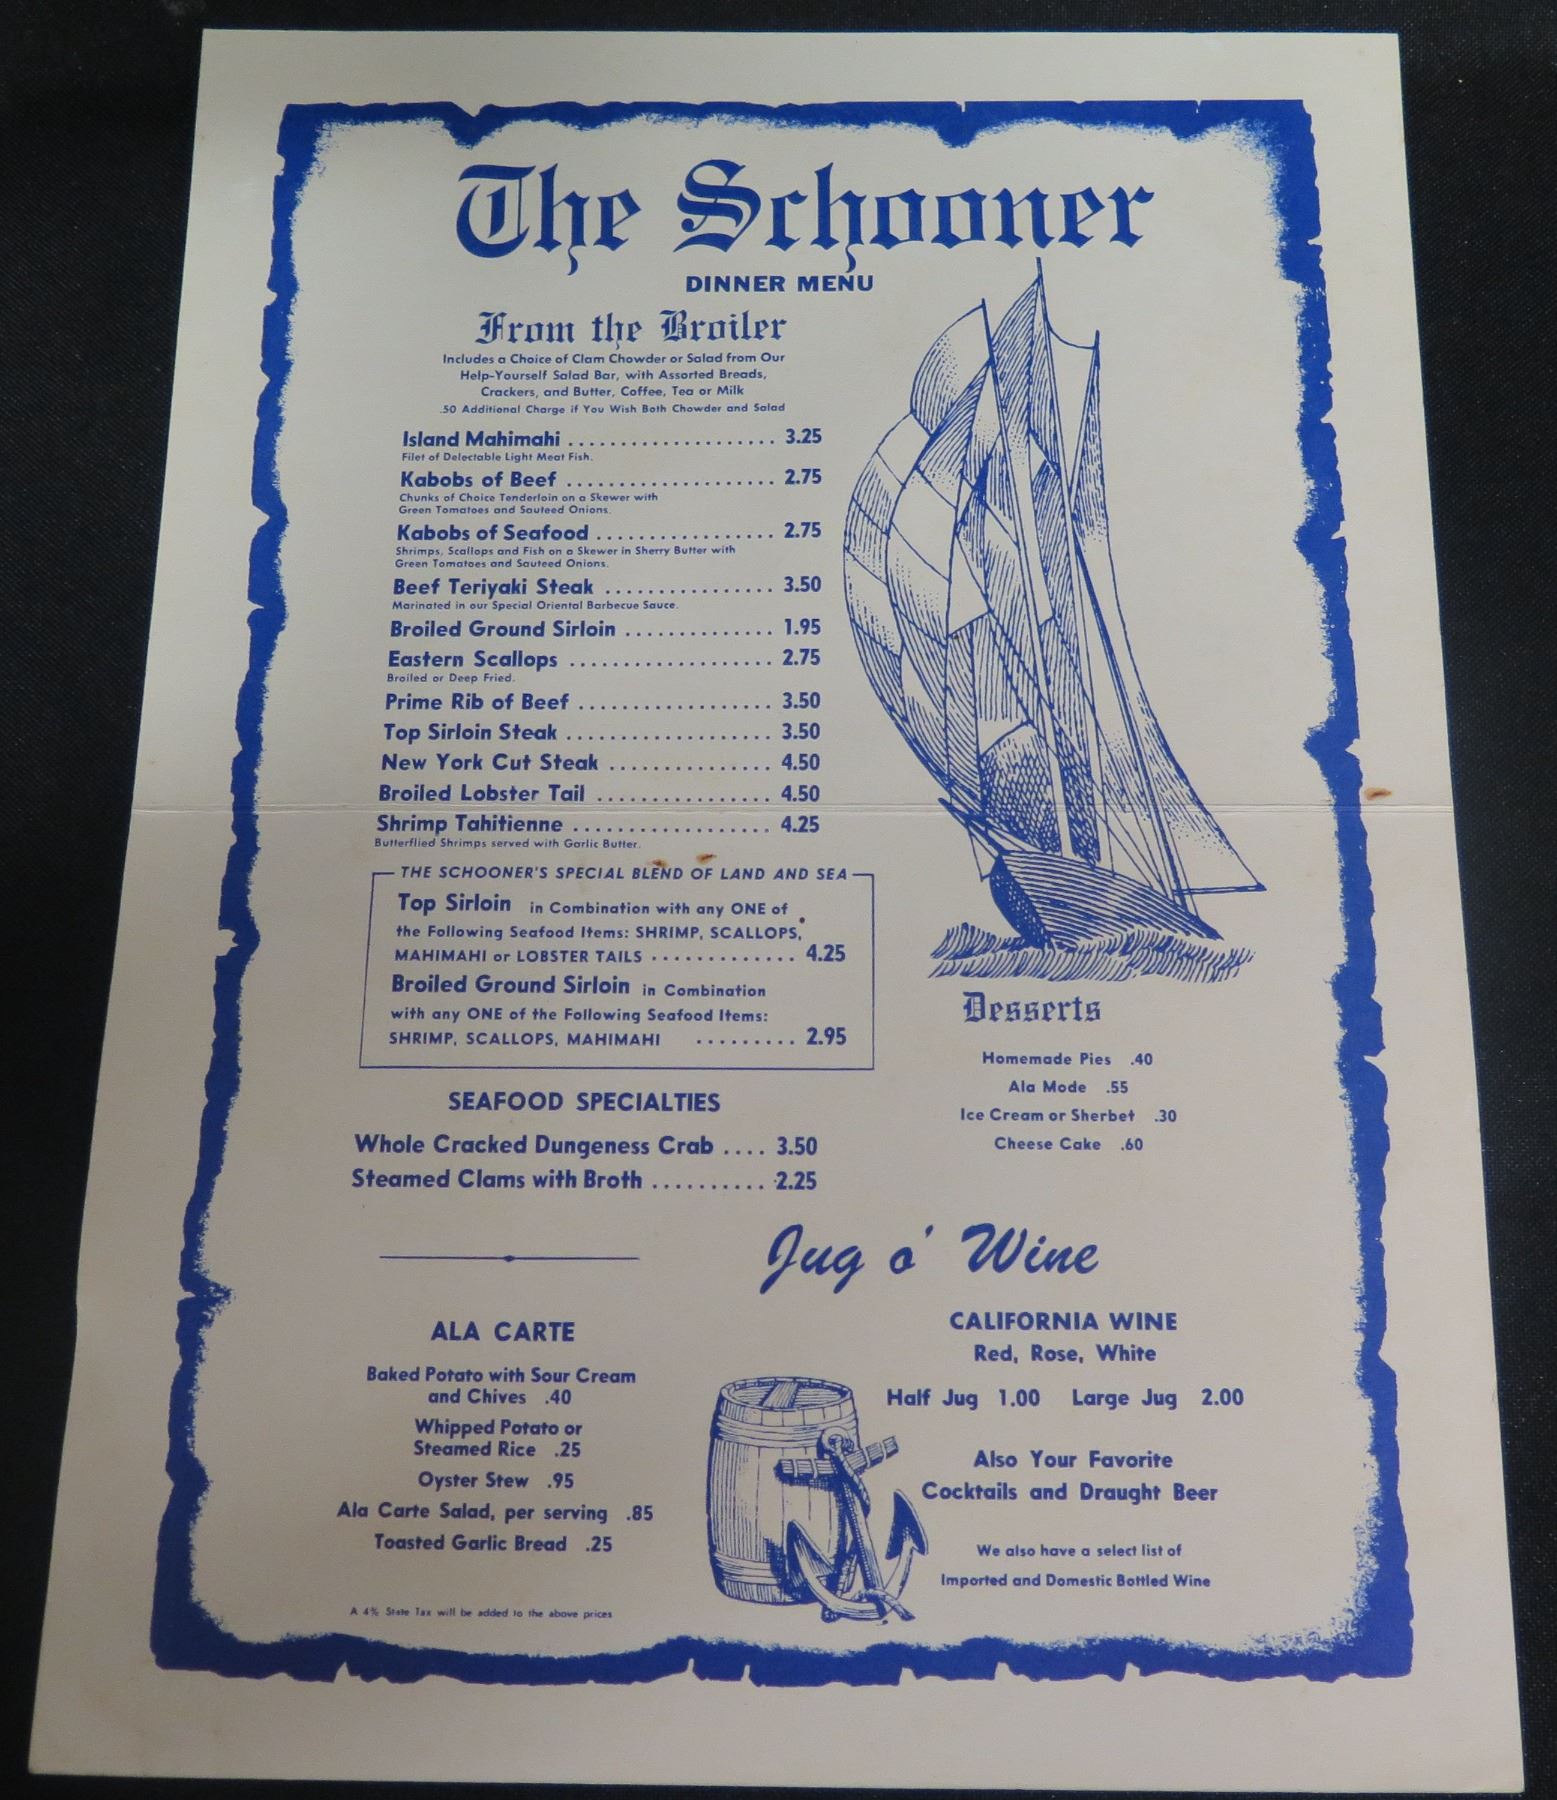 The Schooner
DINNER MENU
From the Broiler
Includes a Choice of Clam Chowder or Salad from Our
Help-Yourself Salad Bar, with Assorted Breads,
Crackers, and Butter, Coffee, Tea or Milk
.50 Additional Charge if You Wish Both Chowder and Salad
Island Mahimahi .................... 3.25
Filet of Delectable Light Meat Fish.
Kabobs of Beef .................... 2.75
Chunks of Choice Tenderloin on a Skewer with
Green Tomatoes and Sauteed Onions.
Kabobs of Seafood ................. 2.75
Shrimps, Scallops and Fish on a Skewer in Sherry Butter with
Green Tomatoes and Sauteed Onions.
Beef Teriyaki Steak ................ 3.50
Marinated in our Special Oriental Barbecue Sauce.
Broiled Ground Sirloin .............. 1.95
Eastern Scallops ................... 2.75
Broiled or Deep Fried.
Prime Rib of Beef .................. 3.50
Top Sirloin Steak ................... 3.50
New York Cut Steak ............... 4.50
Broiled Lobster Tail ................ 4.50
Shrimp Tahitienne .................. 4.25
Butterflied Shrimps served with Garlic Butter.
THE SCHOONER'S SPECIAL BLEND OF LAND AND SEA
Top Sirloin in Combination with any ONE of
the Following Seafood Items: SHRIMP, SCALLOPS,
MAHIMAHI or LOBSTER TAILS ............. 4.25
Broiled Ground Sirloin in Combination
with any ONE of the Following Seafood Items:
SHRIMP, SCALLOPS, MAHIMAHI ......... 2.95
SEAFOOD SPECIALTIES
Whole Cracked Dungeness Crab .... 3.50
Steamed Clams with Broth .......... 2.25
ALA CARTE
Baked Potato with Sour Cream
and Chives .40
Whipped Potato or
Steamed Rice .25
Oyster Stew .95
Ala Carte Salad, per serving .85
Toasted Garlic Bread .25
A 4% State Tax will be added to the above prices
Desserts
Homemade Pies .40
Ala Mode .55
Ice Cream or Sherbet .30
Cheese Cake .60
Jug o' Wine
CALIFORNIA WINE
Red, Rose, White
Half Jug 1.00 Large Jug 2.00
Also Your Favorite
Cocktails and Draught Beer
We also have a select list of
Imported and Domestic Bottled Wine